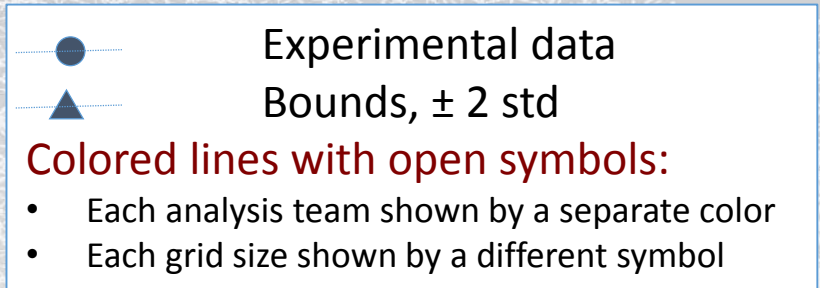 Experimental data
Bounds, ± 2 std
Colored lines with open symbols:
• Each analysis team shown by a separate color
• Each grid size shown by a different symbol